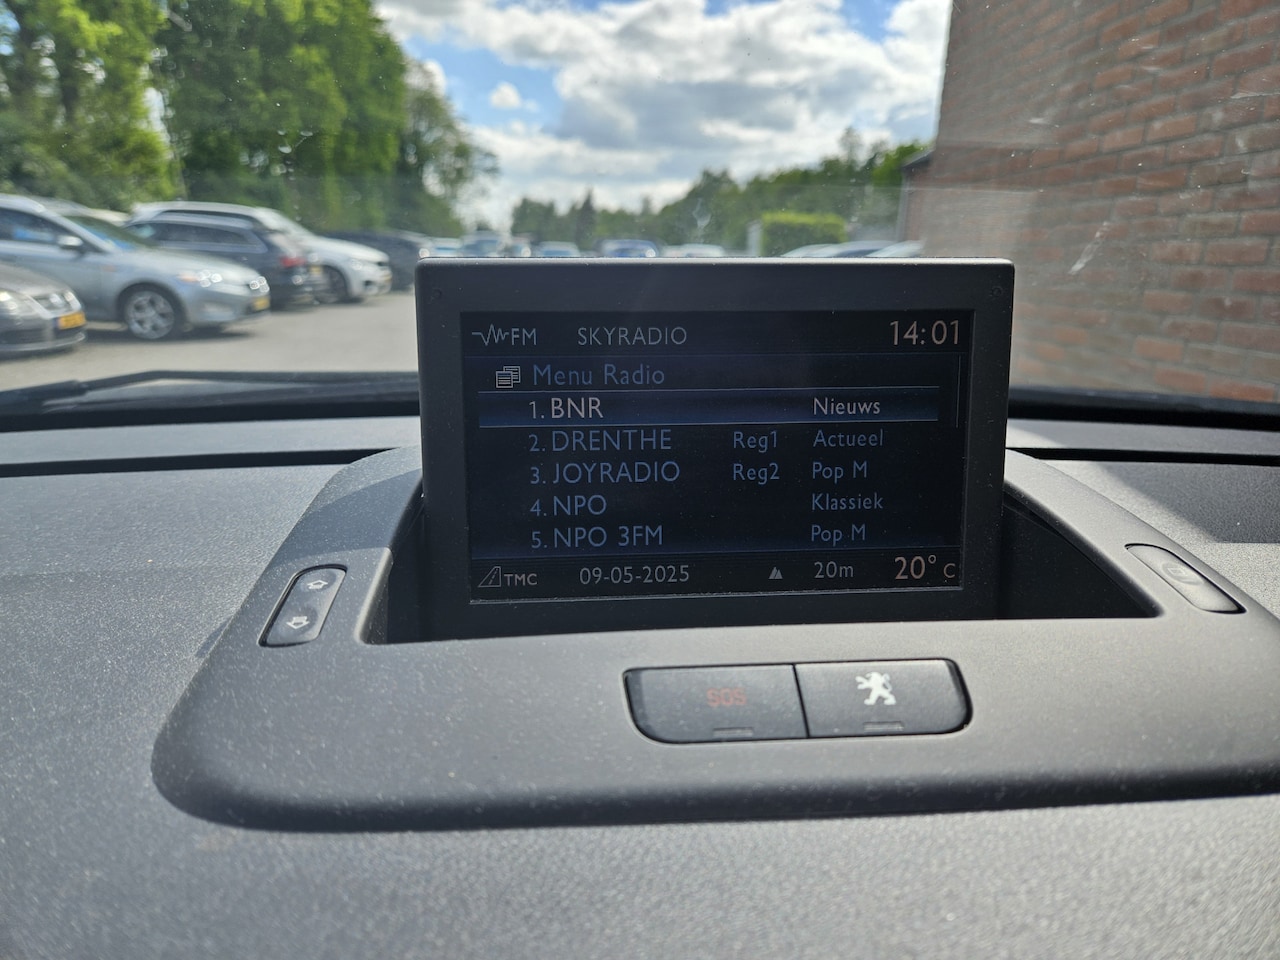 FM SKYRADIO 14:01
Menu Radio
1. BNR Nieuws
2. DRENTHE Reg1 Actueel
3. JOYRADIO Reg2 Pop M
4. NPO Klassiek
5. NPO 3FM Pop M
TMC 09-05-2025 20m 20°C
SOS